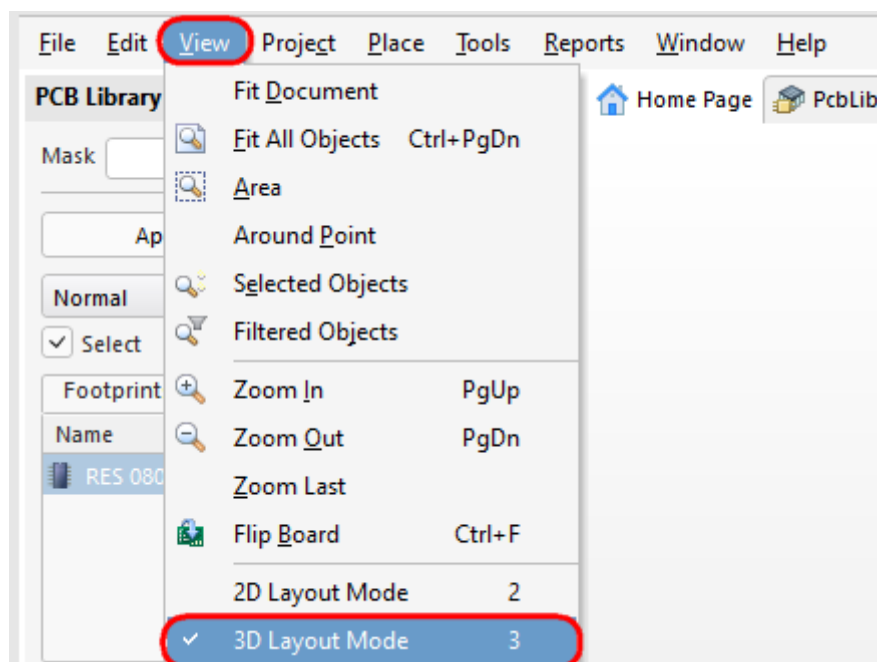 File Edit View Project Place Tools Reports Window Help
PCB Library
Home Page PcbLib
Mask
Ap
Normal
Select
Footprint
Name
RES 080
Fit Document
Fit All Objects Ctrl+PgDn
Area
Around Point
Selected Objects
Filtered Objects
Zoom In PgUp
Zoom Out PgDn
Zoom Last
Flip Board Ctrl+F
2D Layout Mode 2
3D Layout Mode 3